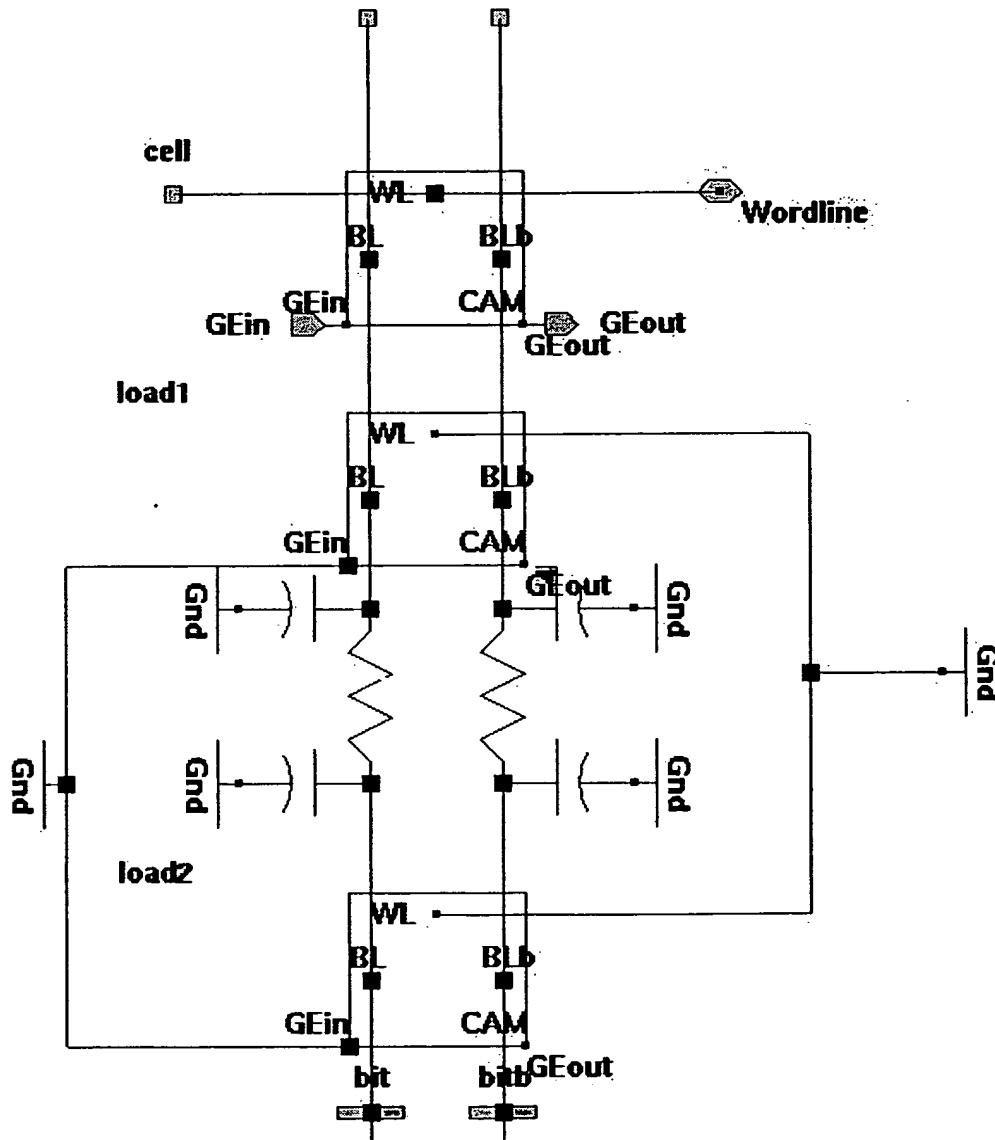 cell
WL
Wordline
BL BLb
GEin CAM
GEin GEout
GEout
load1
WL
BL BLb
GEin CAM
GEout
Gnd Gnd
Gnd
Gnd Gnd Gnd
load2
WL
BL BLb
GEin CAM
GEout
bit bitb